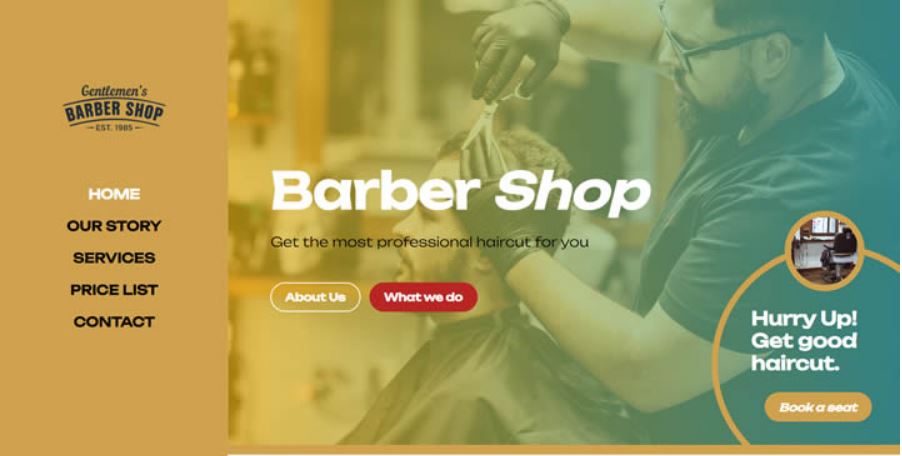 Gentlemen's
BARBER SHOP
EST. 1985
HOME
OUR STORY
SERVICES
PRICE LIST
CONTACT
Barber Shop
Get the most professional haircut for you
About Us
What we do
Hurry Up!
Get good
haircut.
Book a seat